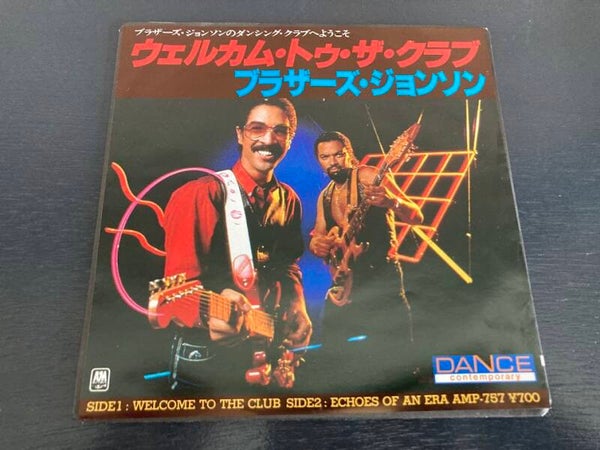 ブラザーズ・ジョンソンのダンシング・クラブへようこそ
ウェルカム・トゥ・ザ・クラブ
ブラザーズ・ジョンソン
DANCE
contemporary
AM
SIDE1 : WELCOME TO THE CLUB SIDE2 : ECHOES OF AN ERA AMP-757 ¥700